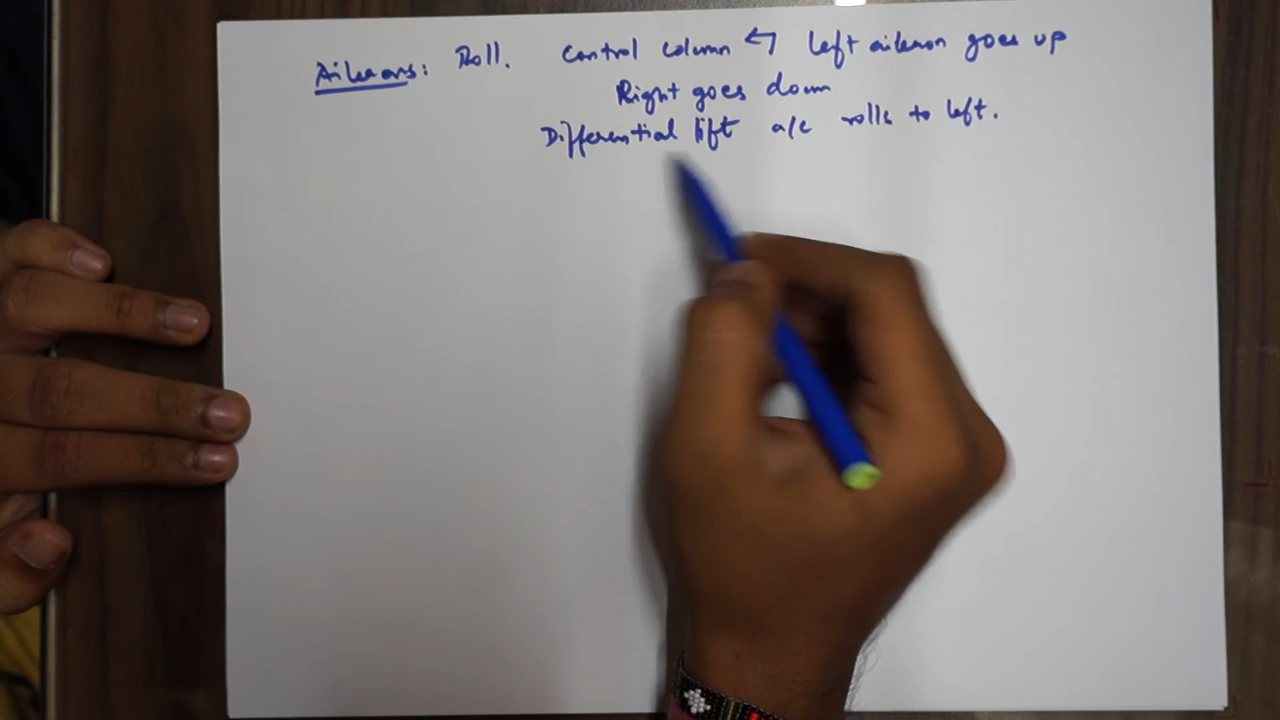 Ailerons: Roll. Control Column ↰ Left aileron goes up
Right goes down
Differential lift a/c rolls to left.